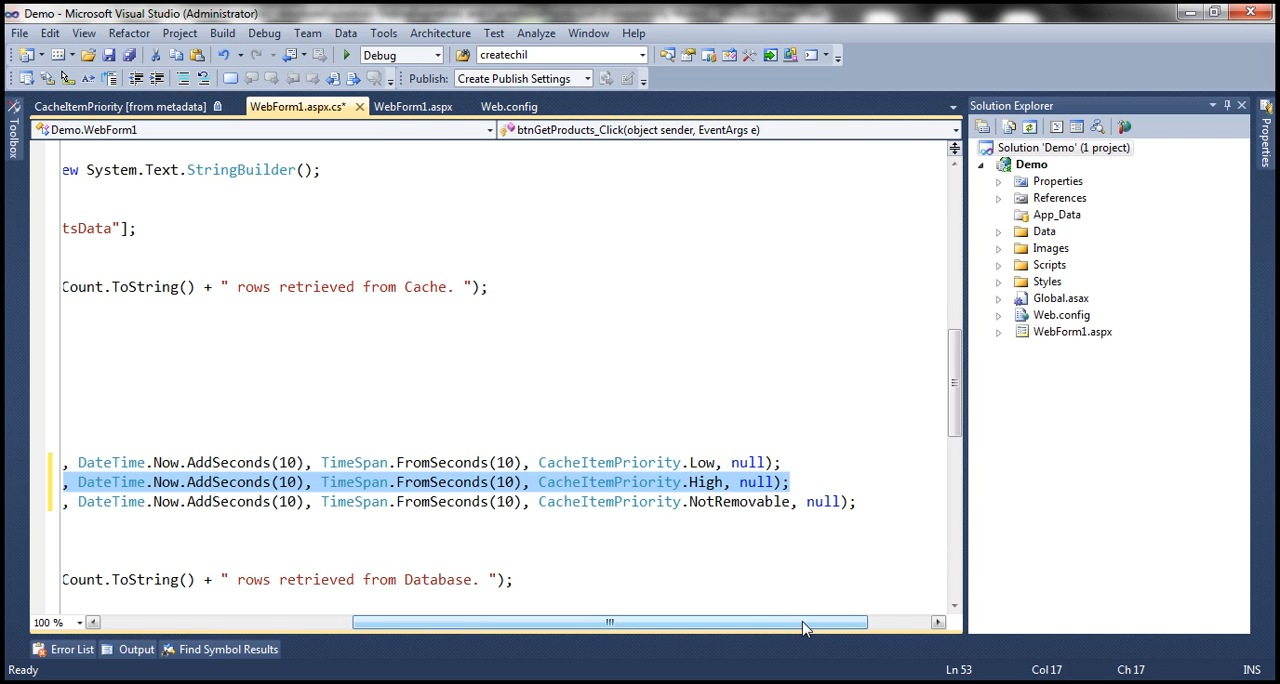 Demo - Microsoft Visual Studio (Administrator)
File Edit View Refactor Project Build Debug Team Data Tools Architecture Test Analyze Window Help
Debug createchil
Publish: Create Publish Settings
CacheItemPriority [from metadata] WebForm1.aspx.cs* WebForm1.aspx Web.config
Demo.WebForm1 btnGetProducts_Click(object sender, EventArgs e)
ew System.Text.StringBuilder();
tsData"];
Count.ToString() + " rows retrieved from Cache. ");
, DateTime.Now.AddSeconds(10), TimeSpan.FromSeconds(10), CacheItemPriority.Low, null);
, DateTime.Now.AddSeconds(10), TimeSpan.FromSeconds(10), CacheItemPriority.High, null);
, DateTime.Now.AddSeconds(10), TimeSpan.FromSeconds(10), CacheItemPriority.NotRemovable, null);
Count.ToString() + " rows retrieved from Database. ");
100 %
Toolbox
Solution Explorer
Solution 'Demo' (1 project)
Demo
Properties
References
App_Data
Data
Images
Scripts
Styles
Global.asax
Web.config
WebForm1.aspx
Properties
Error List Output Find Symbol Results
Ready Ln 53 Col 17 Ch 17 INS